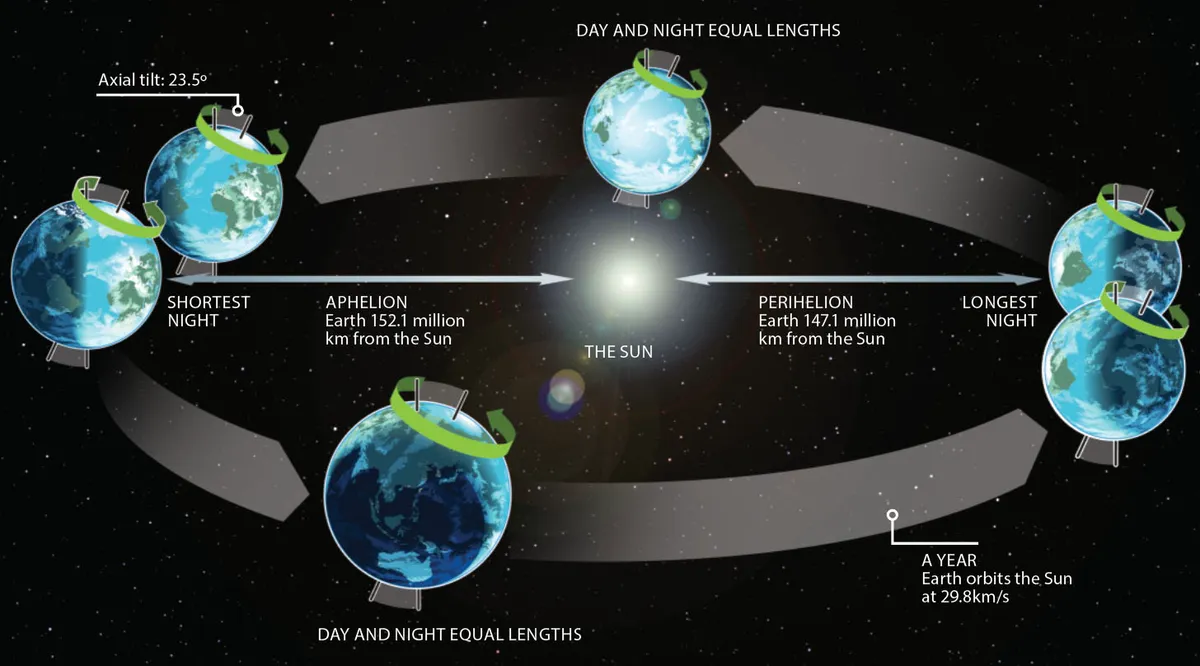 DAY AND NIGHT EQUAL LENGTHS
Axial tilt: 23.5º
SHORTEST
NIGHT
APHELION
Earth 152.1 million
km from the Sun
THE SUN
PERIHELION
Earth 147.1 million
km from the Sun
LONGEST
NIGHT
A YEAR
Earth orbits the Sun
at 29.8km/s
DAY AND NIGHT EQUAL LENGTHS